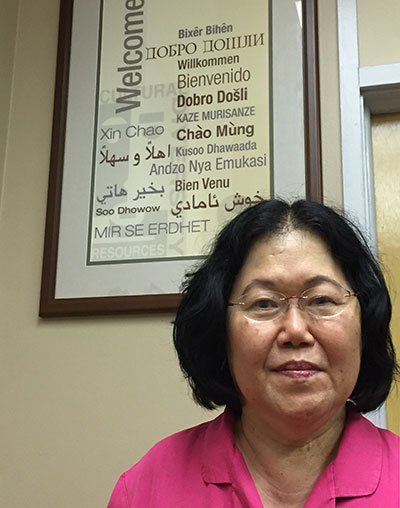 Welcome
Bixêr Bihên
ДОБРО ДОШЛИ
Willkommen
Bienvenido
Dobro Došli
KAZE MURISANZE
Xin Chao
Chào Mùng
اهلاً و سهلاً
Kusoo Dhawaada
Andzo Nya Emukasi
بخير هاتي
Bien Venu
Soo Dhowow
خوش ئامادي
MIR SE ERDHET
RESOURCES